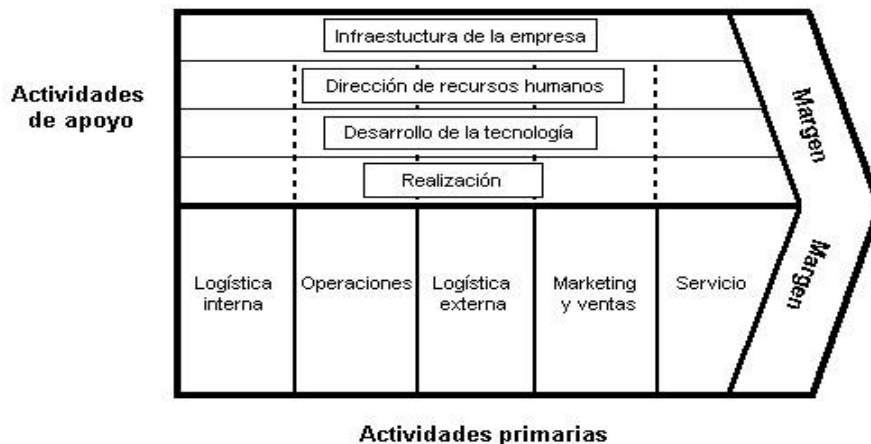 Infraestuctura de la empresa
Dirección de recursos humanos
Desarrollo de la tecnología
Realización
Actividades
de apoyo
Margen
Margen
Logística
interna
Operaciones
Logística
externa
Marketing
y ventas
Servicio
Actividades primarias